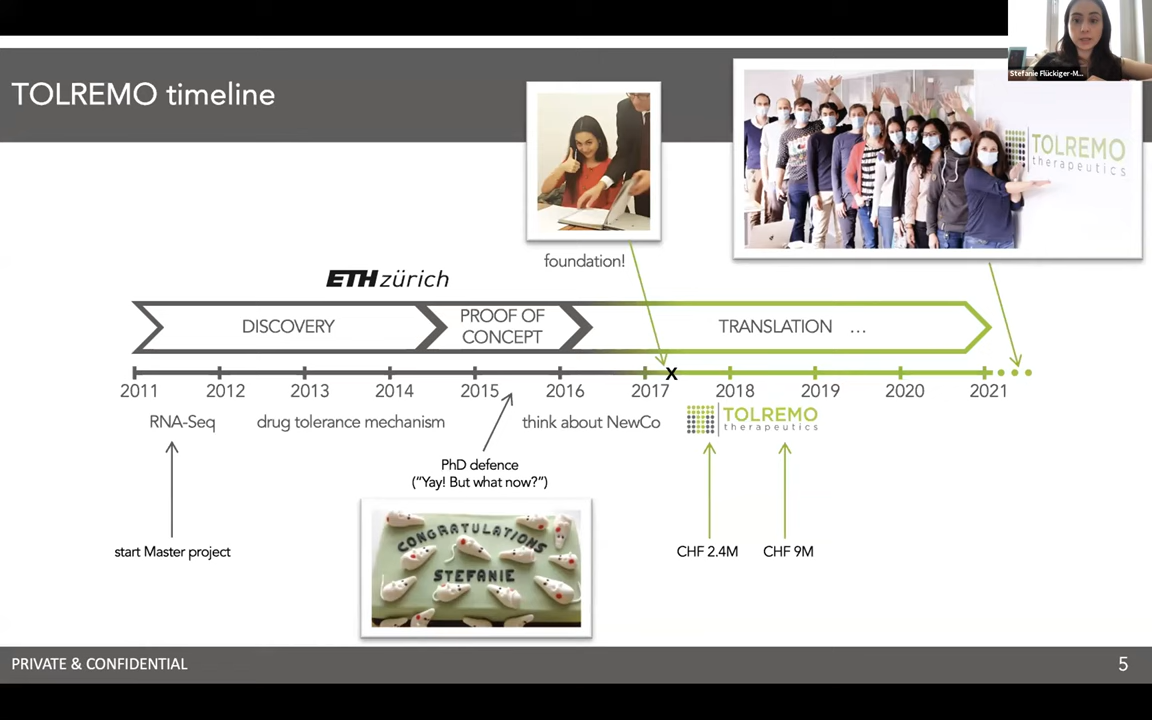 Stefanie Flückiger-M...
TOLREMO timeline
TOLREMO
therapeutics
foundation!
ETH zürich
DISCOVERY
PROOF OF
CONCEPT
TRANSLATION ...
x
2011 2012 2013 2014 2015 2016 2017 2018 2019 2020 2021
RNA-Seq
drug tolerance mechanism
think about NewCo
TOLREMO
therapeutics
PhD defence
("Yay! But what now?")
CONGRATULATIONS
STEFANIE
start Master project
CHF 2.4M
CHF 9M
PRIVATE & CONFIDENTIAL
5